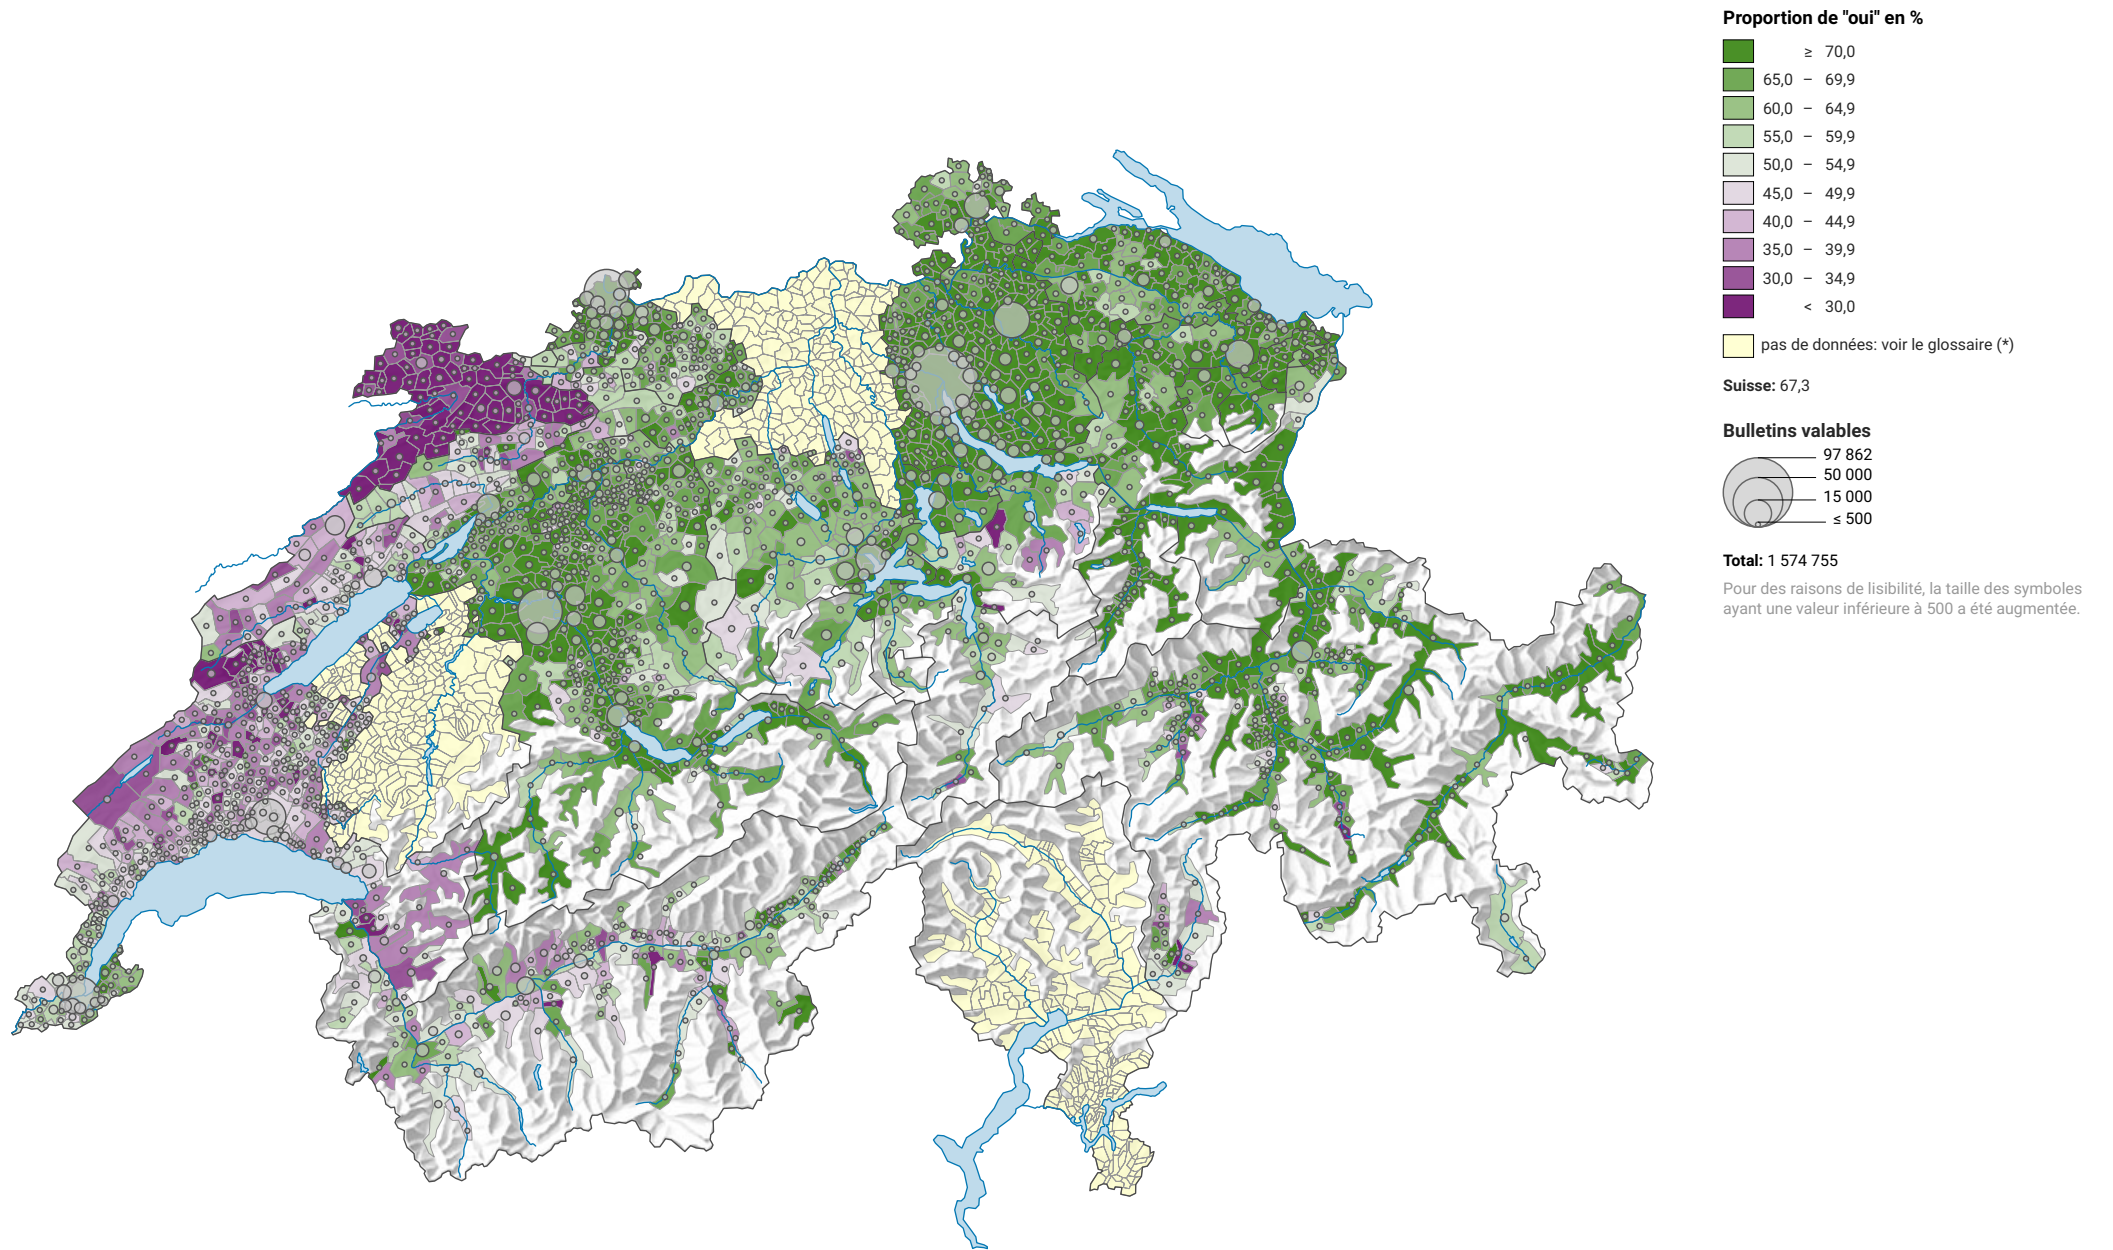 Proportion de "oui" en %
≥ 70,0
65,0 – 69,9
60,0 – 64,9
55,0 – 59,9
50,0 – 54,9
45,0 – 49,9
40,0 – 44,9
35,0 – 39,9
30,0 – 34,9
< 30,0
pas de données: voir le glossaire (*)
Suisse: 67,3
Bulletins valables
97 862
50 000
15 000
≤ 500
Total: 1 574 755
Pour des raisons de lisibilité, la taille des symboles
ayant une valeur inférieure à 500 a été augmentée.